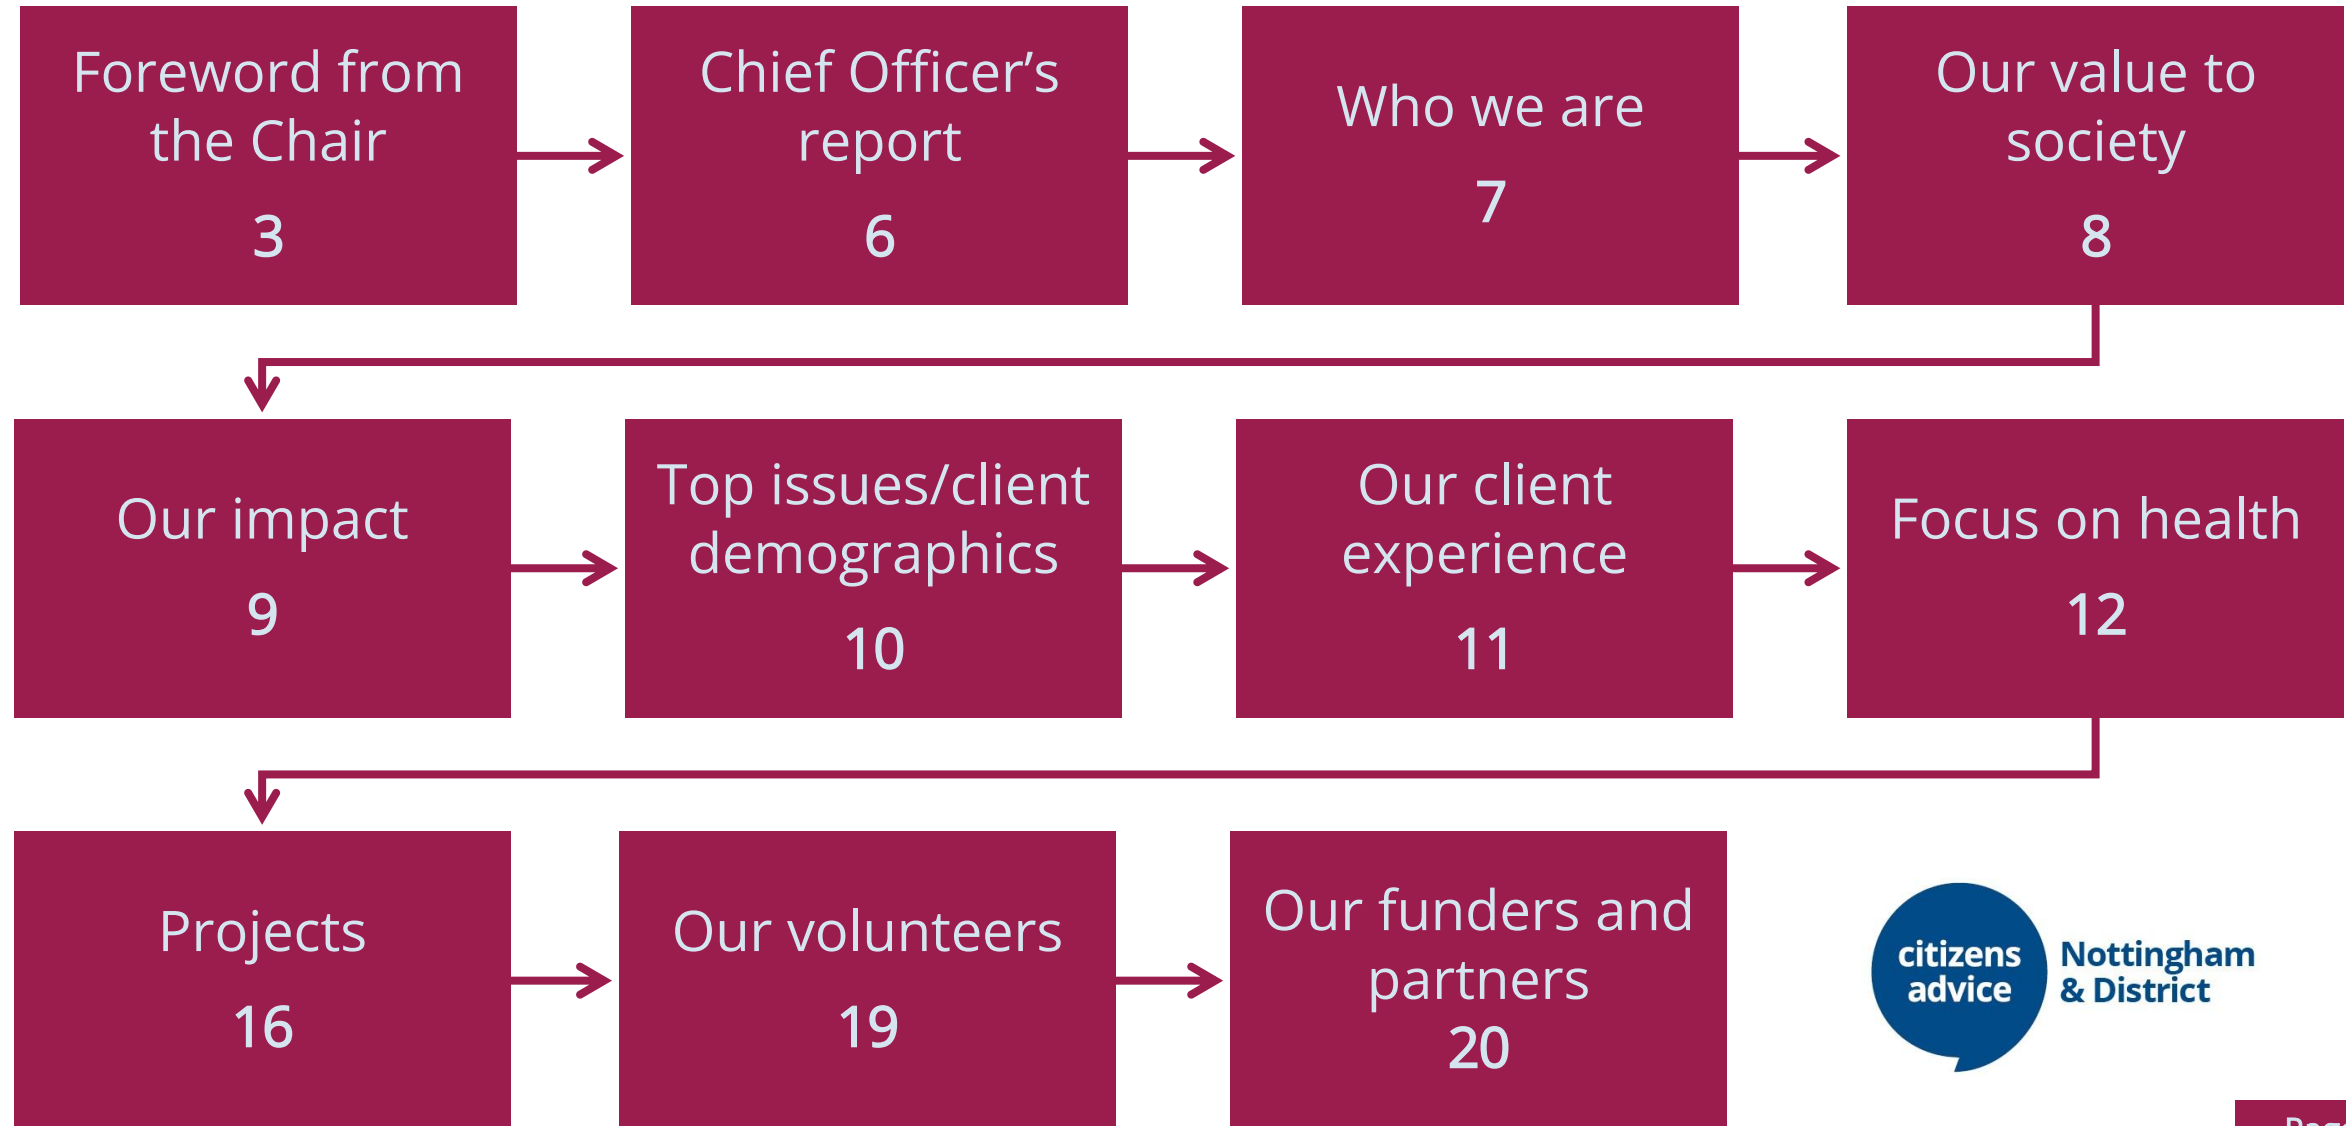 Foreword from
the Chair
3
Chief Officer’s
report
6
Who we are
7
Our value to
society
8
Our impact
9
Top issues/client
demographics
10
Our client
experience
11
Focus on health
12
Projects
16
Our volunteers
19
Our funders and
partners
20
citizens
advice
Nottingham
& District